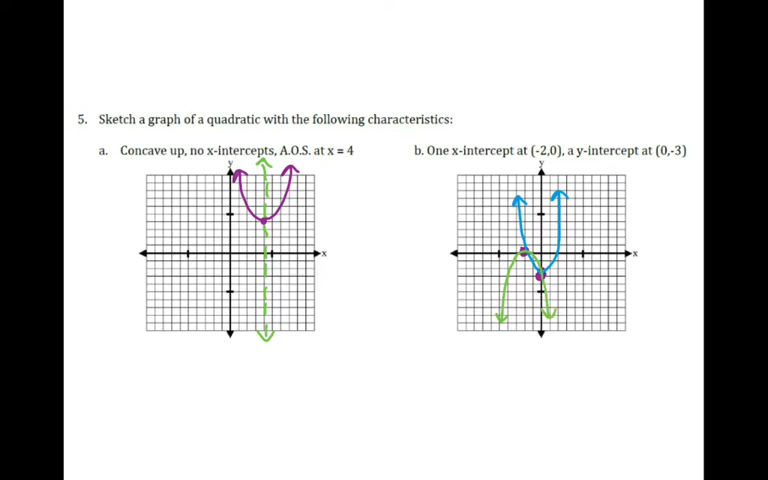 5. Sketch a graph of a quadratic with the following characteristics:
a. Concave up, no x-intercepts, A.O.S. at x = 4
b. One x-intercept at (-2,0), a y-intercept at (0,-3)
y
x
y
x